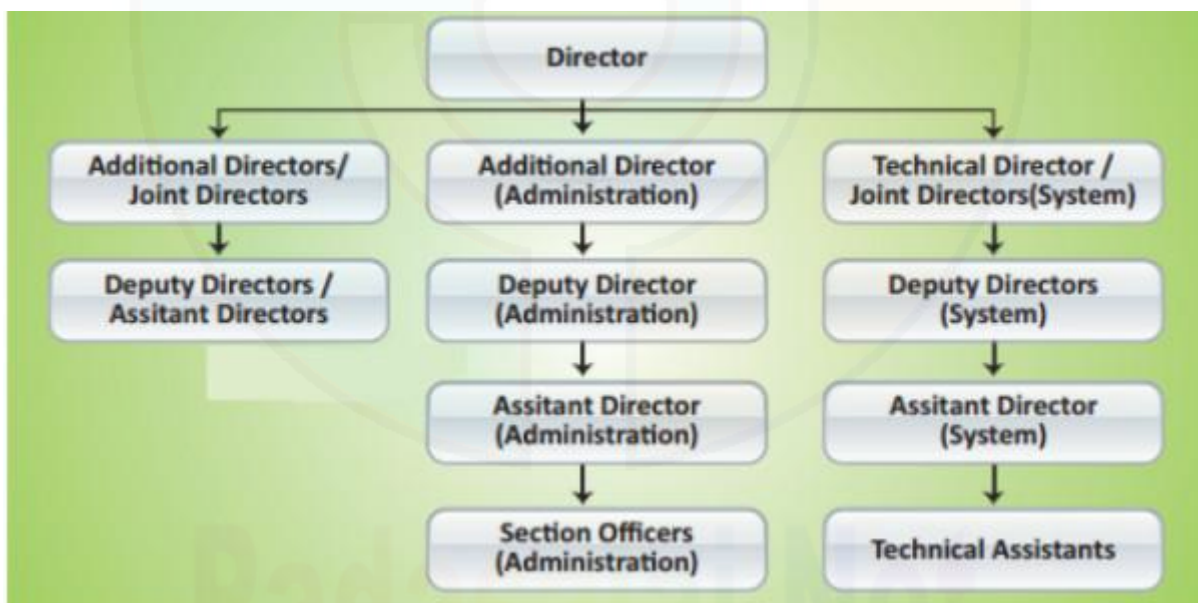 Director
Additional Directors/
Joint Directors
Additional Director
(Administration)
Technical Director /
Joint Directors(System)
Deputy Directors /
Assitant Directors
Deputy Director
(Administration)
Deputy Directors
(System)
Assitant Director
(Administration)
Assitant Director
(System)
Section Officers
(Administration)
Technical Assistants